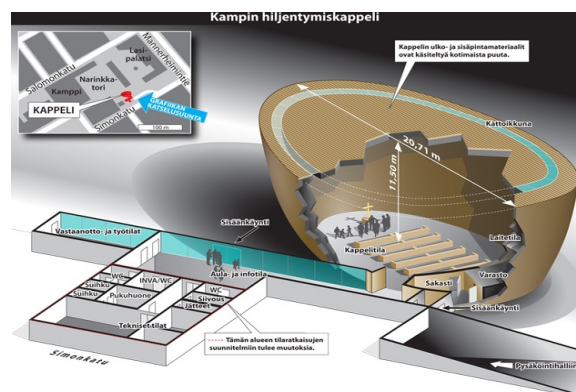 Kampin hiljentymiskappeli
Mannerheimintie
Lasi-
palatsi
Salomonkatu
Narinkka-
tori
Kamppi
KAPPELI
Simonkatu
GRAFIIKAN
KATSELUSUUNTA
100 m
Kappelin ulko- ja sisäpintamateriaalit
ovat käsiteltyä kotimaista puuta.
Kattoikkuna
20,71 m
11,50 m
Sisäänkäynti
Vastaanotto- ja työtilat
Kappelitila
Laitetila
Aula- ja infotila
WC
INVA/WC
Suihku
Suihku
Pukuhuone
WC
Siivous
Jätteet
Tekniset tilat
Varasto
Sakasti
Sisäänkäynti
Tämän alueen tilaratkaisujen
suunnitelmiin tulee muutoksia.
Simonkatu
Pysäköintihalliin